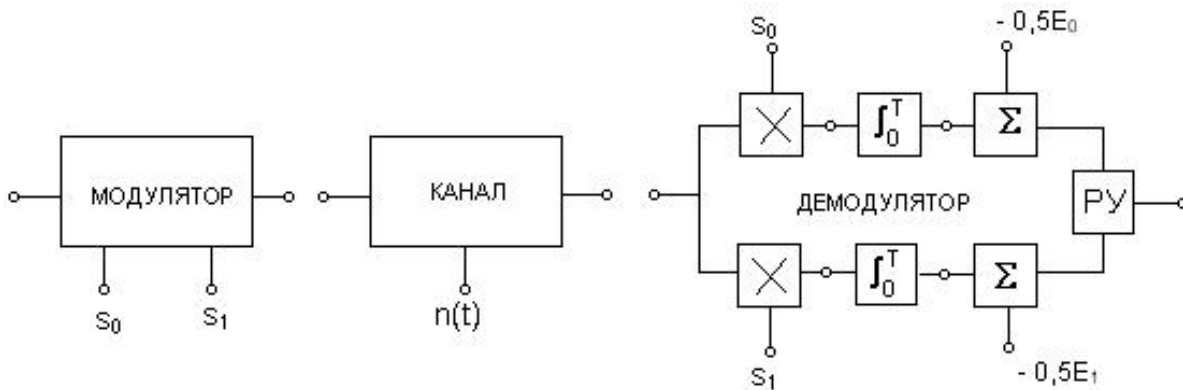 S₀
- 0,5E₀
∫₀ᵀ
Σ
МОДУЛЯТОР
КАНАЛ
ДЕМОДУЛЯТОР
РУ
∫₀ᵀ
Σ
S₀
S₁
n(t)
S₁
- 0,5E₁